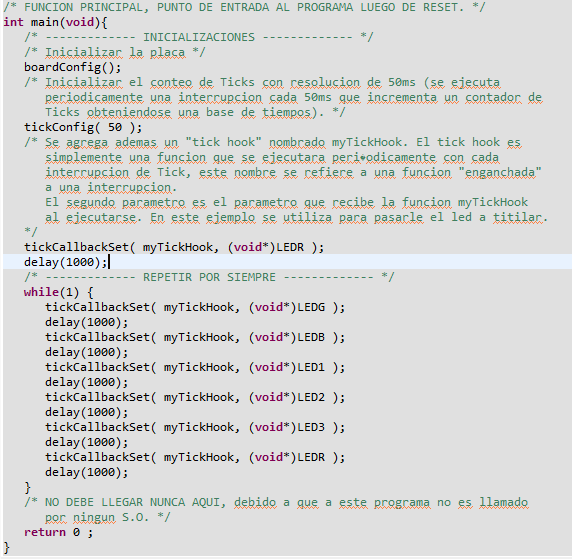 /* FUNCION PRINCIPAL, PUNTO DE ENTRADA AL PROGRAMA LUEGO DE RESET. */
int main(void){
   /* ------------- INICIALIZACIONES ------------- */
   /* Inicializar la placa */
   boardConfig();
   /* Inicializar el conteo de Ticks con resolucion de 50ms (se ejecuta
      periodicamente una interrupcion cada 50ms que incrementa un contador de
      Ticks obteniendose una base de tiempos). */
   tickConfig( 50 );
   /* Se agrega ademas un "tick hook" nombrado myTickHook. El tick hook es
      simplemente una funcion que se ejecutara peri�odicamente con cada
      interrupcion de Tick, este nombre se refiere a una funcion "enganchada"
      a una interrupcion.
      El segundo parametro es el parametro que recibe la funcion myTickHook
      al ejecutarse. En este ejemplo se utiliza para pasarle el led a titilar.
   */
   tickCallbackSet( myTickHook, (void*)LEDR );
   delay(1000);
   /* ------------- REPETIR POR SIEMPRE ------------- */
   while(1) {
      tickCallbackSet( myTickHook, (void*)LEDG );
      delay(1000);
      tickCallbackSet( myTickHook, (void*)LEDB );
      delay(1000);
      tickCallbackSet( myTickHook, (void*)LED1 );
      delay(1000);
      tickCallbackSet( myTickHook, (void*)LED2 );
      delay(1000);
      tickCallbackSet( myTickHook, (void*)LED3 );
      delay(1000);
      tickCallbackSet( myTickHook, (void*)LEDR );
      delay(1000);
   }
   /* NO DEBE LLEGAR NUNCA AQUI, debido a que a este programa no es llamado
      por ningun S.O. */
   return 0 ;
}